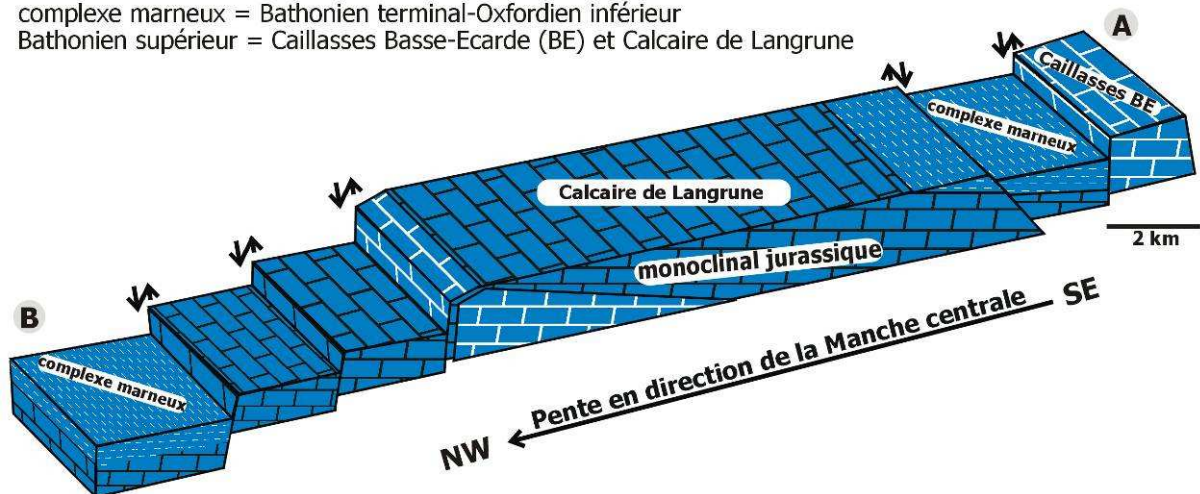 complexe marneux = Bathonien terminal-Oxfordien inférieur
Bathonien supérieur = Caillasses Basse-Ecarde (BE) et Calcaire de Langrune
A
Caillasses BE
complexe marneux
Calcaire de Langrune
2 km
monoclinal jurassique
B
complexe marneux
Pente en direction de la Manche centrale
SE
NW